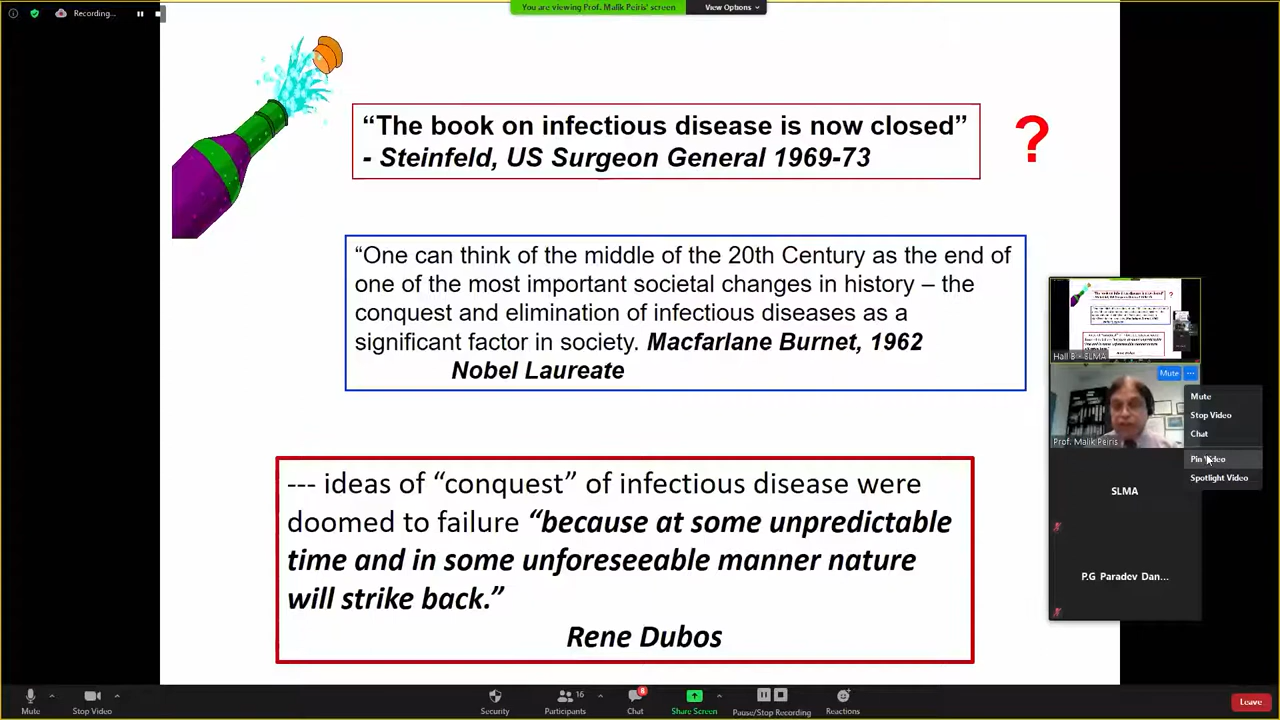 Recording...
You are viewing Prof. Malik Peiris' screen
View Options
“The book on infectious disease is now closed”
- Steinfeld, US Surgeon General 1969-73
?
“One can think of the middle of the 20th Century as the end of
one of the most important societal changes in history – the
conquest and elimination of infectious diseases as a
significant factor in society. Macfarlane Burnet, 1962
Nobel Laureate
--- ideas of “conquest” of infectious disease were
doomed to failure “because at some unpredictable
time and in some unforeseeable manner nature
will strike back.”
Rene Dubos
Hall B - SLMA
Mute
...
Prof. Malik Peiris
Mute
Stop Video
Chat
Pin Video
Spotlight Video
SLMA
P.G Paradev Dan...
Mute
Stop Video
Security
Participants
16
Chat
8
Share Screen
Pause/Stop Recording
Reactions
Leave